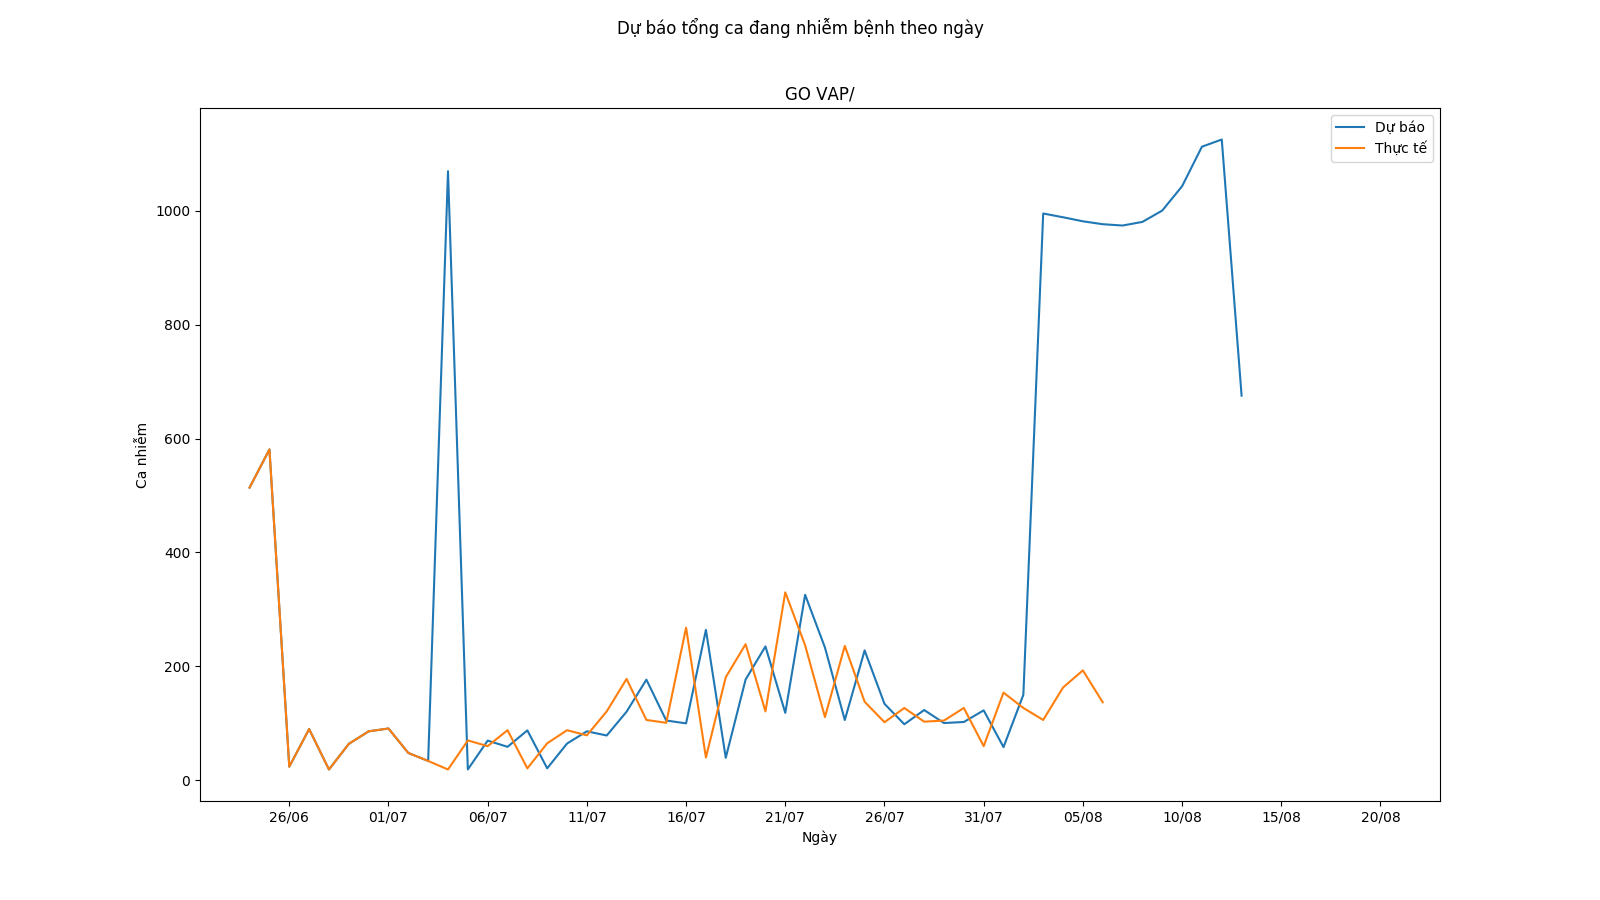 Dự báo tổng ca đang nhiễm bệnh theo ngày
GO VAP/
Dự báo
Thực tế
1000
800
600
400
200
0
Ca nhiễm
26/06 01/07 06/07 11/07 16/07 21/07 26/07 31/07 05/08 10/08 15/08 20/08
Ngày